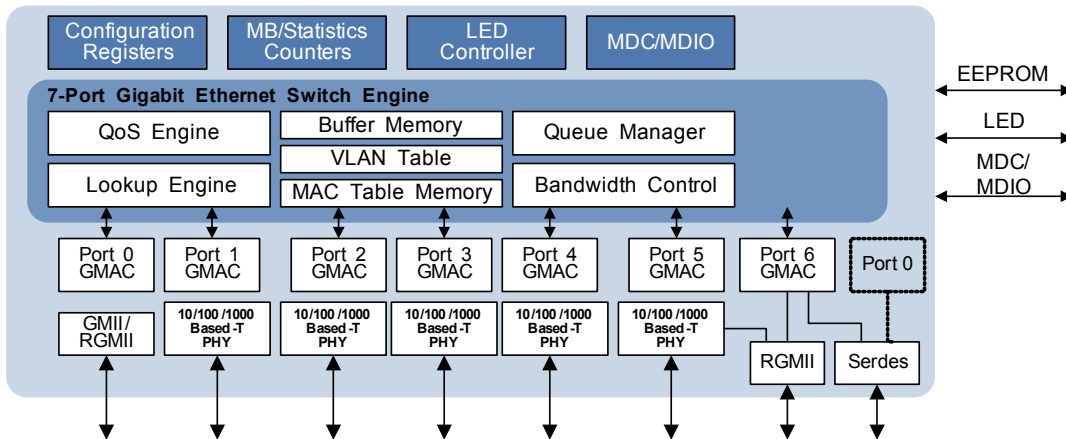 Configuration
Registers
MB/Statistics
Counters
LED
Controller
MDC/MDIO
EEPROM
LED
MDC/
MDIO
7-Port Gigabit Ethernet Switch Engine
QoS Engine
Buffer Memory
Queue Manager
VLAN Table
Lookup Engine
MAC Table Memory
Bandwidth Control
Port 0
GMAC
Port 1
GMAC
Port 2
GMAC
Port 3
GMAC
Port 4
GMAC
Port 5
GMAC
Port 6
GMAC
Port 0
GMII/
RGMII
10/100 /1000
Based -T
PHY
10/100 /1000
Based -T
PHY
10/100 /1000
Based -T
PHY
10/100 /1000
Based -T
PHY
10/100 /1000
Based -T
PHY
RGMII
Serdes